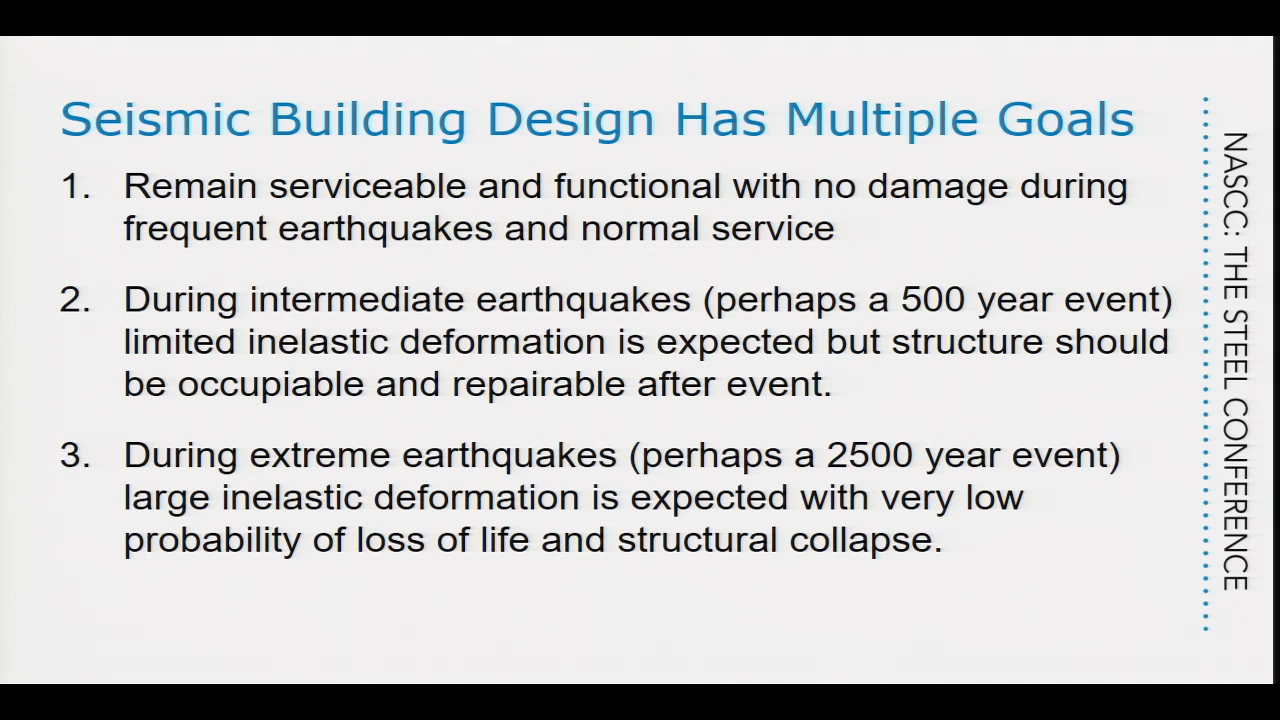 Seismic Building Design Has Multiple Goals
1. Remain serviceable and functional with no damage during
frequent earthquakes and normal service
2. During intermediate earthquakes (perhaps a 500 year event)
limited inelastic deformation is expected but structure should
be occupiable and repairable after event.
3. During extreme earthquakes (perhaps a 2500 year event)
large inelastic deformation is expected with very low
probability of loss of life and structural collapse.
NASCC: THE STEEL CONFERENCE